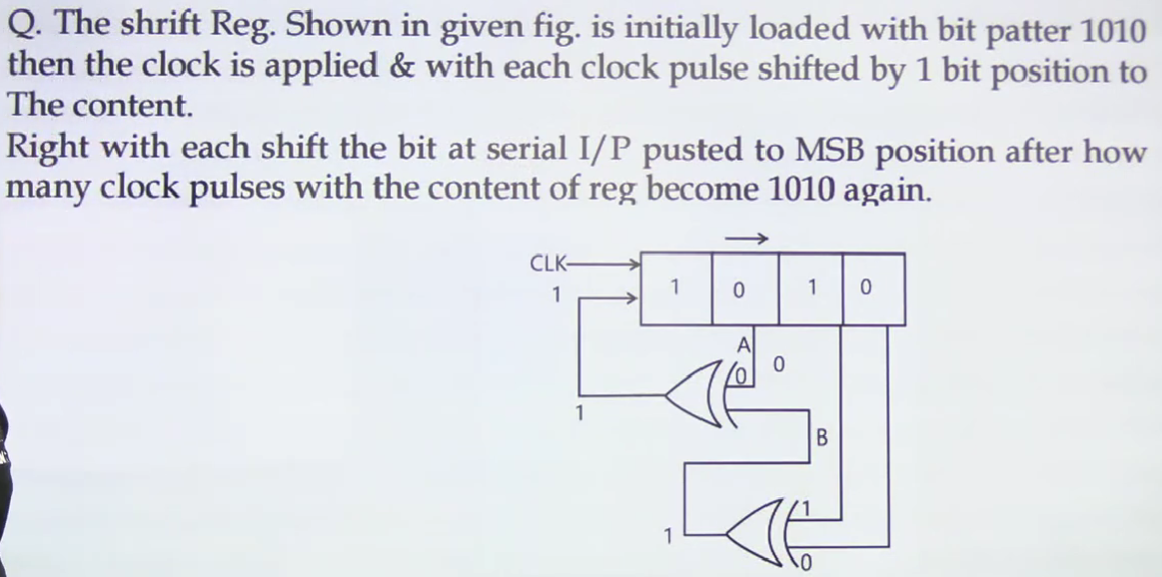 Q. The shrift Reg. Shown in given fig. is initially loaded with bit patter 1010
then the clock is applied & with each clock pulse shifted by 1 bit position to
The content.
Right with each shift the bit at serial I/P pusted to MSB position after how
many clock pulses with the content of reg become 1010 again.
CLK
1
1 0 1 0
A
0 0
1
B
1
1
0